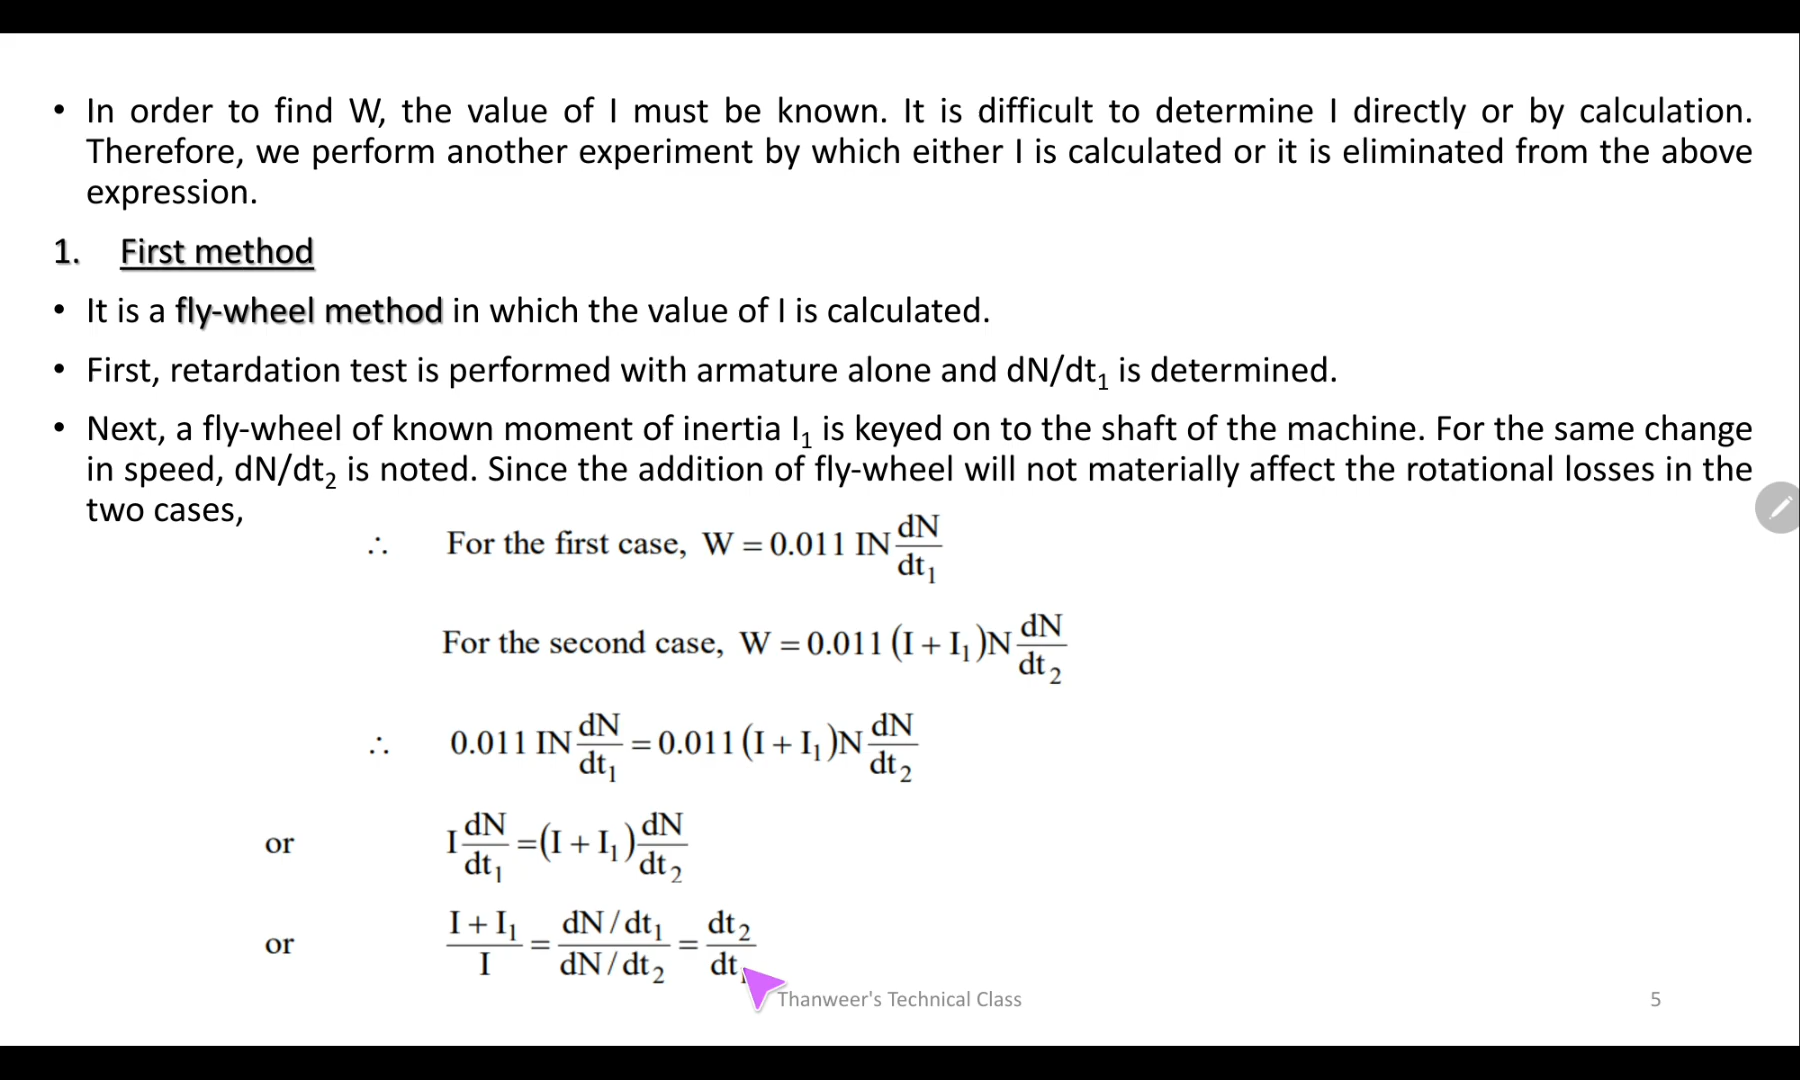 • In order to find W, the value of I must be known. It is difficult to determine I directly or by calculation.
Therefore, we perform another experiment by which either I is calculated or it is eliminated from the above
expression.
1. First method
• It is a fly-wheel method in which the value of I is calculated.
• First, retardation test is performed with armature alone and dN/dt₁ is determined.
• Next, a fly-wheel of known moment of inertia I₁ is keyed on to the shaft of the machine. For the same change
in speed, dN/dt₂ is noted. Since the addition of fly-wheel will not materially affect the rotational losses in the
two cases,
∴ For the first case, W = 0.011 IN dN/dt₁
For the second case, W = 0.011 (I + I₁)N dN/dt₂
∴ 0.011 IN dN/dt₁ = 0.011 (I + I₁)N dN/dt₂
or I dN/dt₁ = (I + I₁) dN/dt₂
or (I + I₁)/I = (dN/dt₁)/(dN/dt₂) = dt₂/dt
Thanweer's Technical Class
5